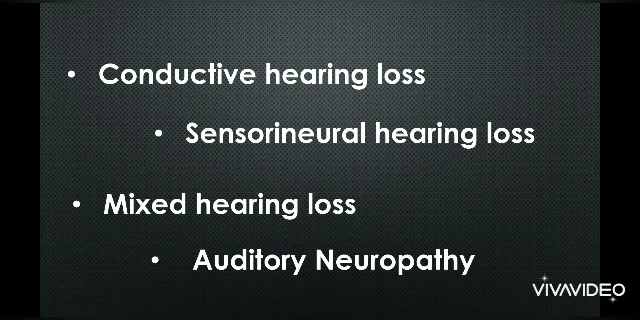 • Conductive hearing loss
• Sensorineural hearing loss
• Mixed hearing loss
• Auditory Neuropathy
VIVAVIDEO